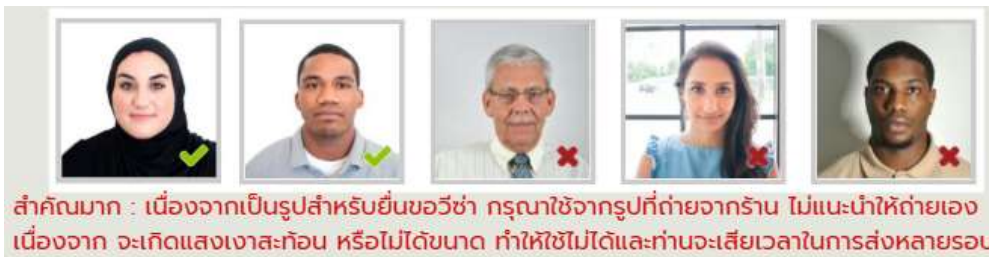 สำคัญมาก : เนื่องจากเป็นรูปสำหรับยื่นขอวีซ่า กรุณาใช้จากรูปที่ถ่ายจากร้าน ไม่แนะนำให้ถ่ายเอง
เนื่องจาก จะเกิดแสงเงาสะท้อน หรือไม่ได้ขนาด ทำให้ใช้ไม่ได้และท่านจะเสียเวลาในการส่งหลายรอบ